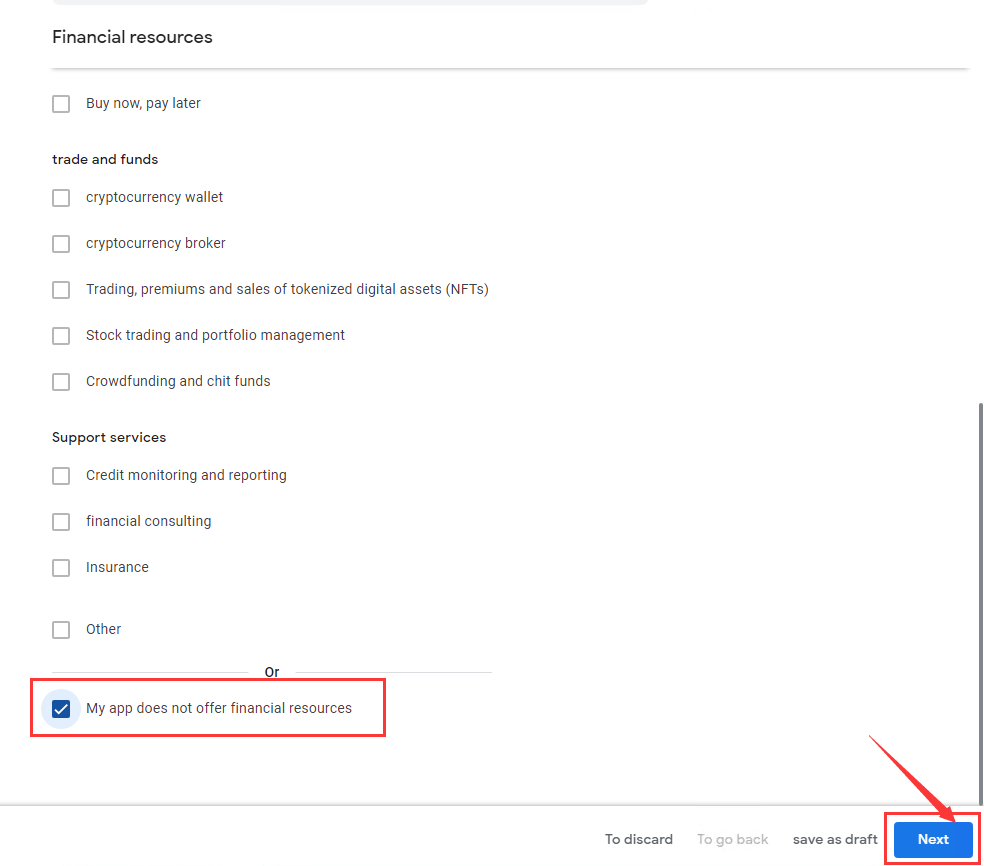 Financial resources
Buy now, pay later
trade and funds
cryptocurrency wallet
cryptocurrency broker
Trading, premiums and sales of tokenized digital assets (NFTs)
Stock trading and portfolio management
Crowdfunding and chit funds
Support services
Credit monitoring and reporting
financial consulting
Insurance
Other
Or
My app does not offer financial resources
To discard To go back save as draft Next